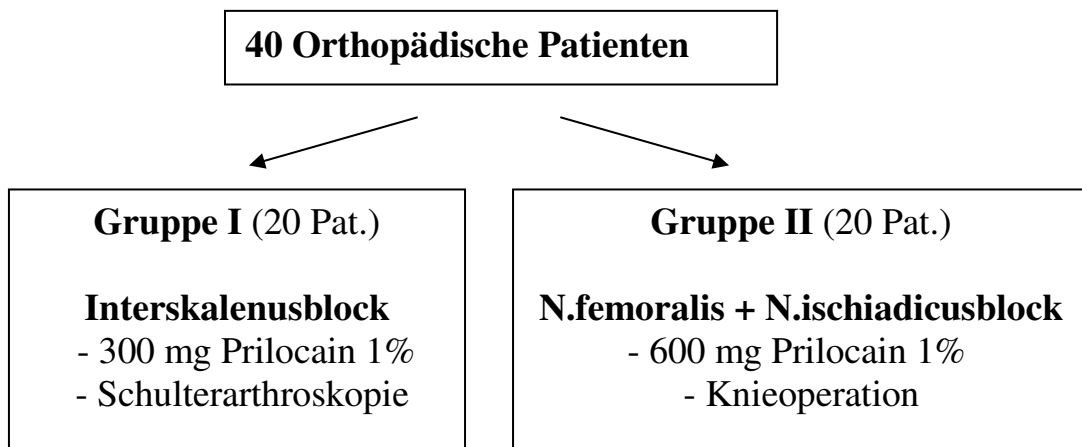 40 Orthopädische Patienten
Gruppe I (20 Pat.)
Interskalenusblock
- 300 mg Prilocain 1%
- Schulterarthroskopie
Gruppe II (20 Pat.)
N.femoralis + N.ischiadicusblock
- 600 mg Prilocain 1%
- Knieoperation